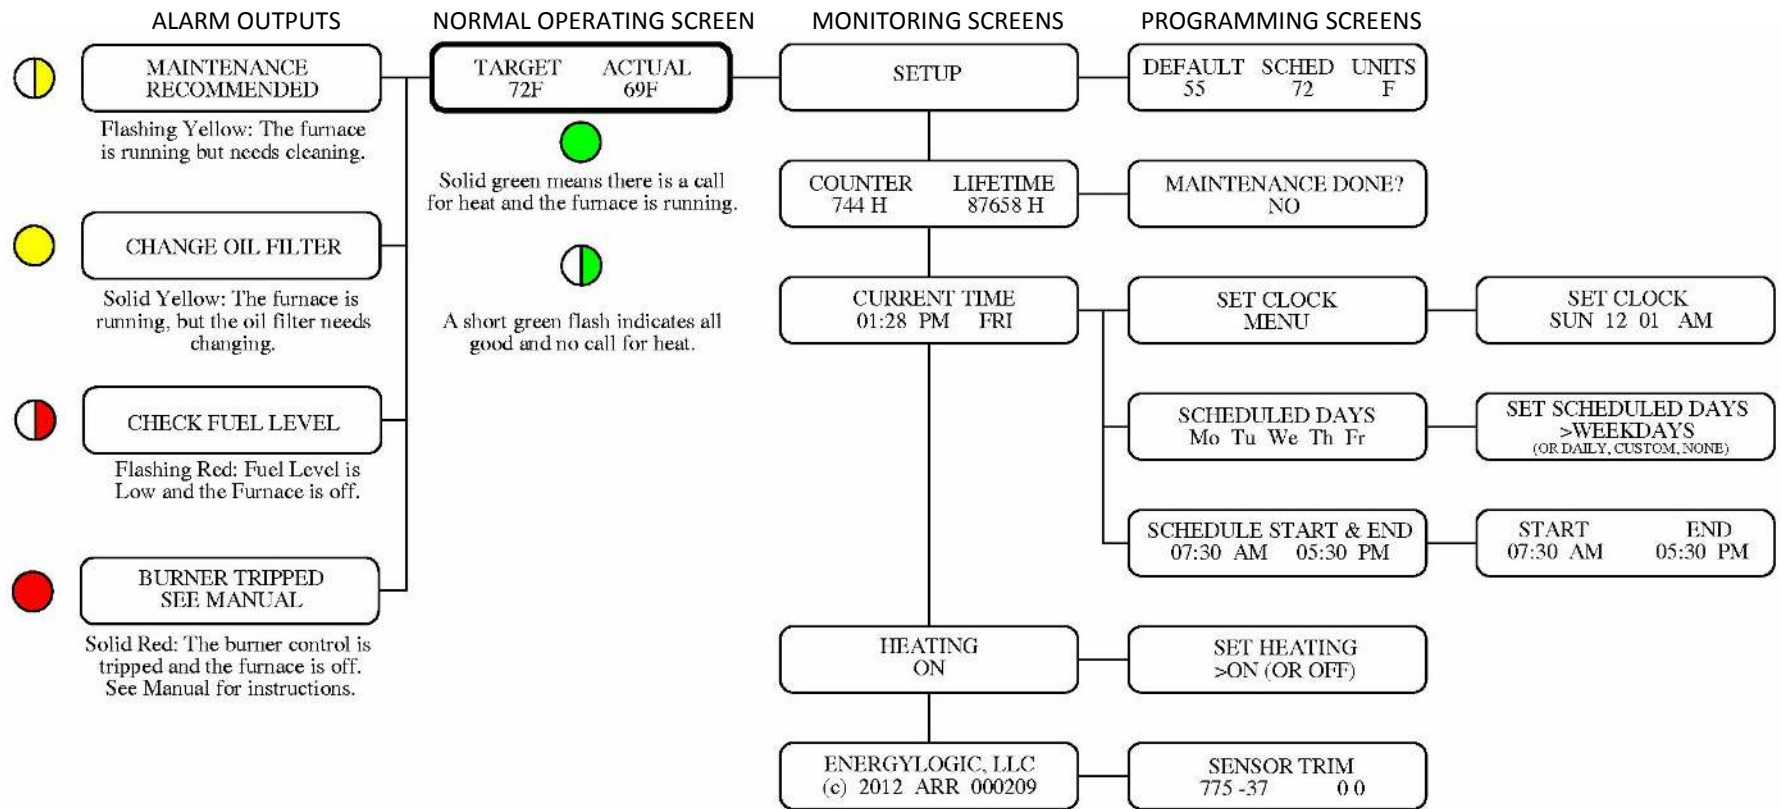 ALARM OUTPUTS
NORMAL OPERATING SCREEN
MONITORING SCREENS
PROGRAMMING SCREENS
MAINTENANCE
RECOMMENDED
Flashing Yellow: The furnace
is running but needs cleaning.
CHANGE OIL FILTER
Solid Yellow: The furnace is
running, but the oil filter needs
changing.
CHECK FUEL LEVEL
Flashing Red: Fuel Level is
Low and the Furnace is off.
BURNER TRIPPED
SEE MANUAL
Solid Red: The burner control is
tripped and the furnace is off.
See Manual for instructions.
TARGET ACTUAL
72F 69F
Solid green means there is a call
for heat and the furnace is running.
A short green flash indicates all
good and no call for heat.
SETUP
COUNTER LIFETIME
744 H 87658 H
CURRENT TIME
01:28 PM FRI
HEATING
ON
ENERGYLOGIC, LLC
(c) 2012 ARR 000209
DEFAULT SCHED UNITS
55 72 F
MAINTENANCE DONE?
NO
SET CLOCK
MENU
SET CLOCK
SUN 12 01 AM
SCHEDULED DAYS
Mo Tu We Th Fr
SET SCHEDULED DAYS
>WEEKDAYS
(OR DAILY, CUSTOM, NONE)
SCHEDULE START & END
07:30 AM 05:30 PM
START END
07:30 AM 05:30 PM
SET HEATING
>ON (OR OFF)
SENSOR TRIM
775 -37 0 0